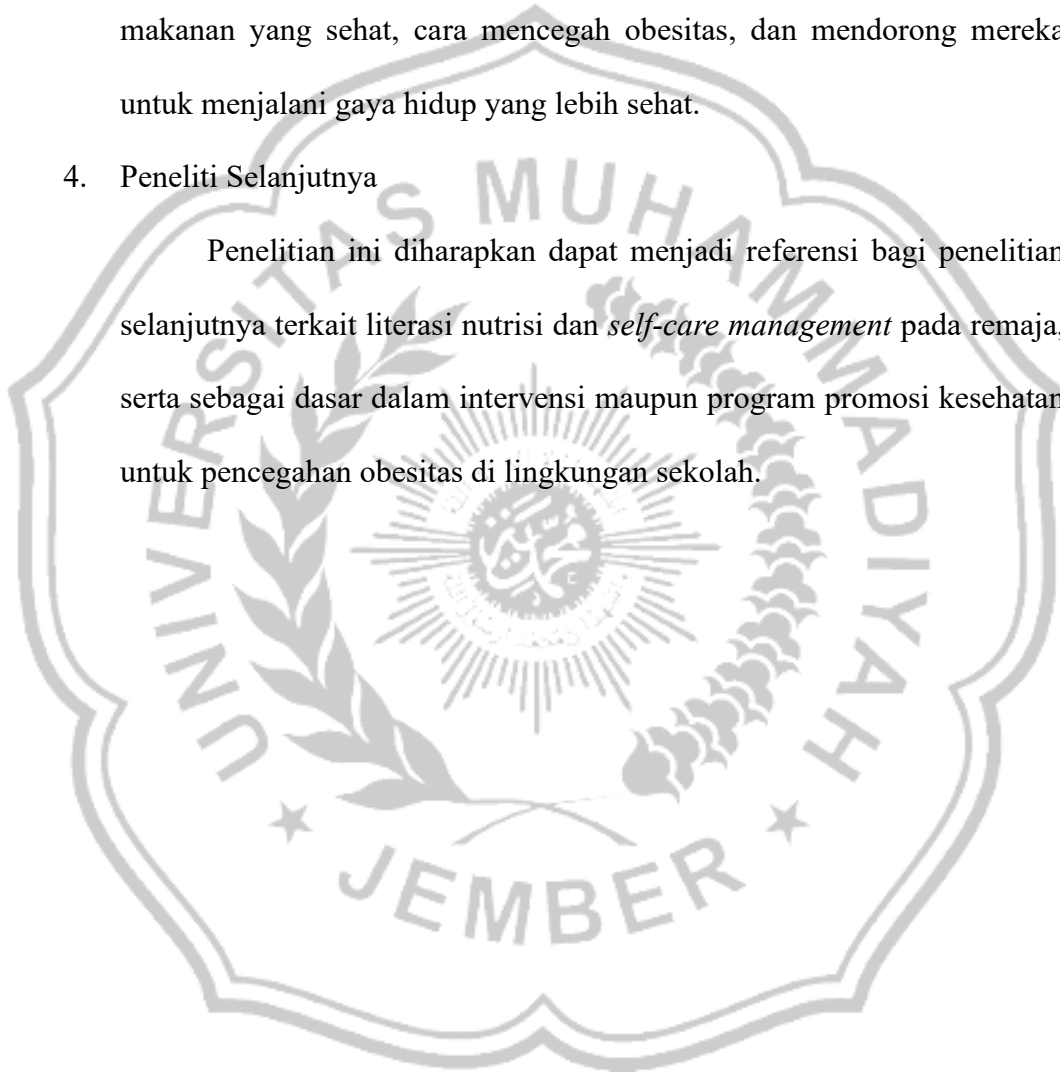 makanan yang sehat, cara mencegah obesitas, dan mendorong mereka
untuk menjalani gaya hidup yang lebih sehat.
4. Peneliti Selanjutnya
Penelitian ini diharapkan dapat menjadi referensi bagi penelitian
selanjutnya terkait literasi nutrisi dan self-care management pada remaja,
serta sebagai dasar dalam intervensi maupun program promosi kesehatan
untuk pencegahan obesitas di lingkungan sekolah.
UNIVERSITAS MUHAMMADIYAH
JEMBER